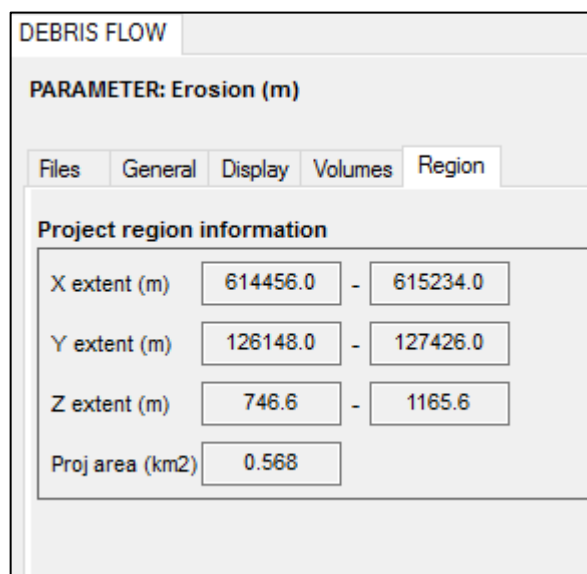 DEBRIS FLOW
PARAMETER: Erosion (m)
Files General Display Volumes Region
Project region information
X extent (m) 614456.0 - 615234.0
Y extent (m) 126148.0 - 127426.0
Z extent (m) 746.6 - 1165.6
Proj area (km2) 0.568